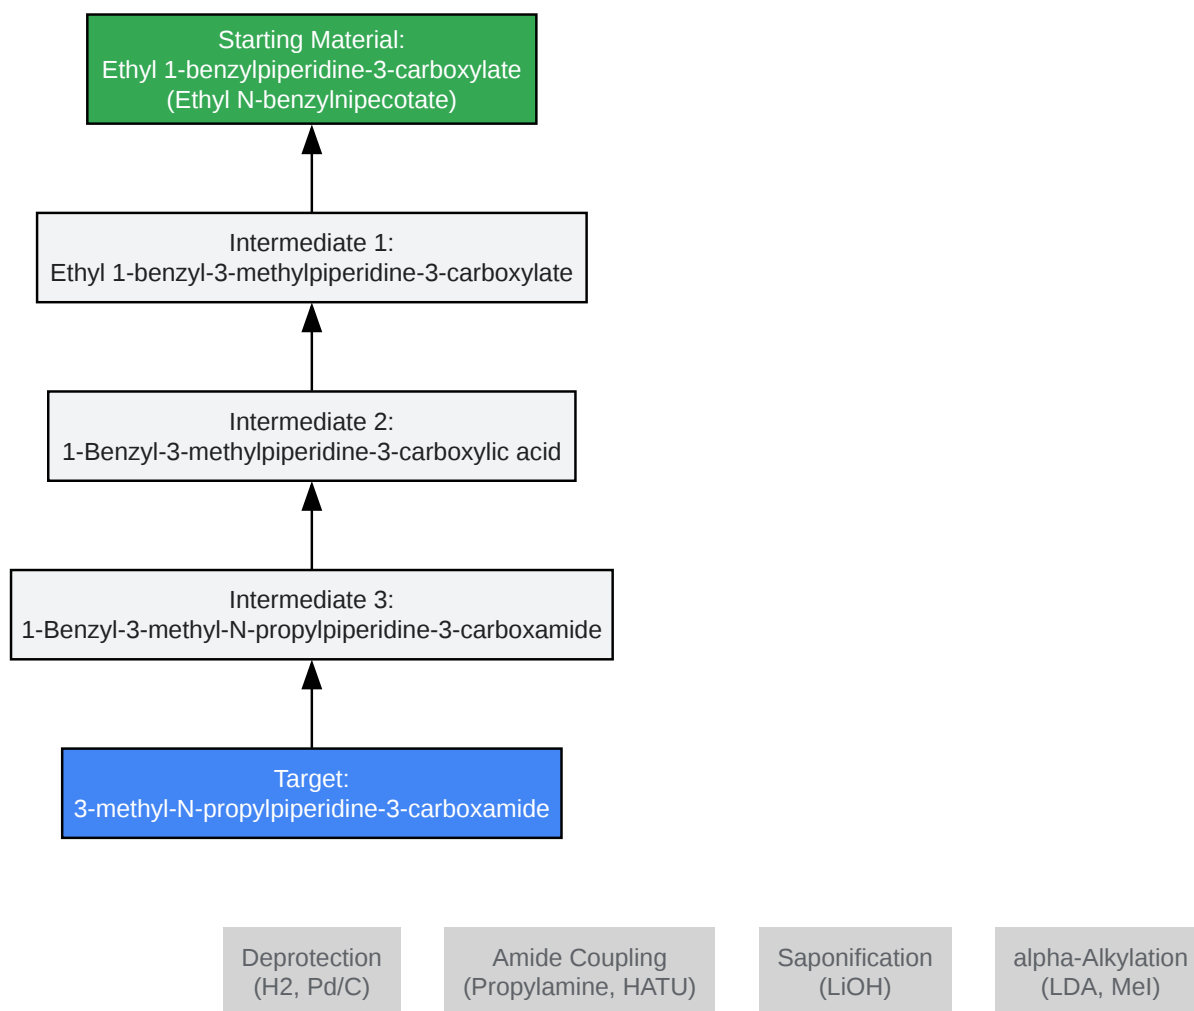 Starting Material:
Ethyl 1-benzylpiperidine-3-carboxylate
(Ethyl N-benzylnipecotate)
Intermediate 1:
Ethyl 1-benzyl-3-methylpiperidine-3-carboxylate
Intermediate 2:
1-Benzyl-3-methylpiperidine-3-carboxylic acid
Intermediate 3:
1-Benzyl-3-methyl-N-propylpiperidine-3-carboxamide
Target:
3-methyl-N-propylpiperidine-3-carboxamide
Deprotection
(H2, Pd/C)
Amide Coupling
(Propylamine, HATU)
Saponification
(LiOH)
alpha-Alkylation
(LDA, MeI)